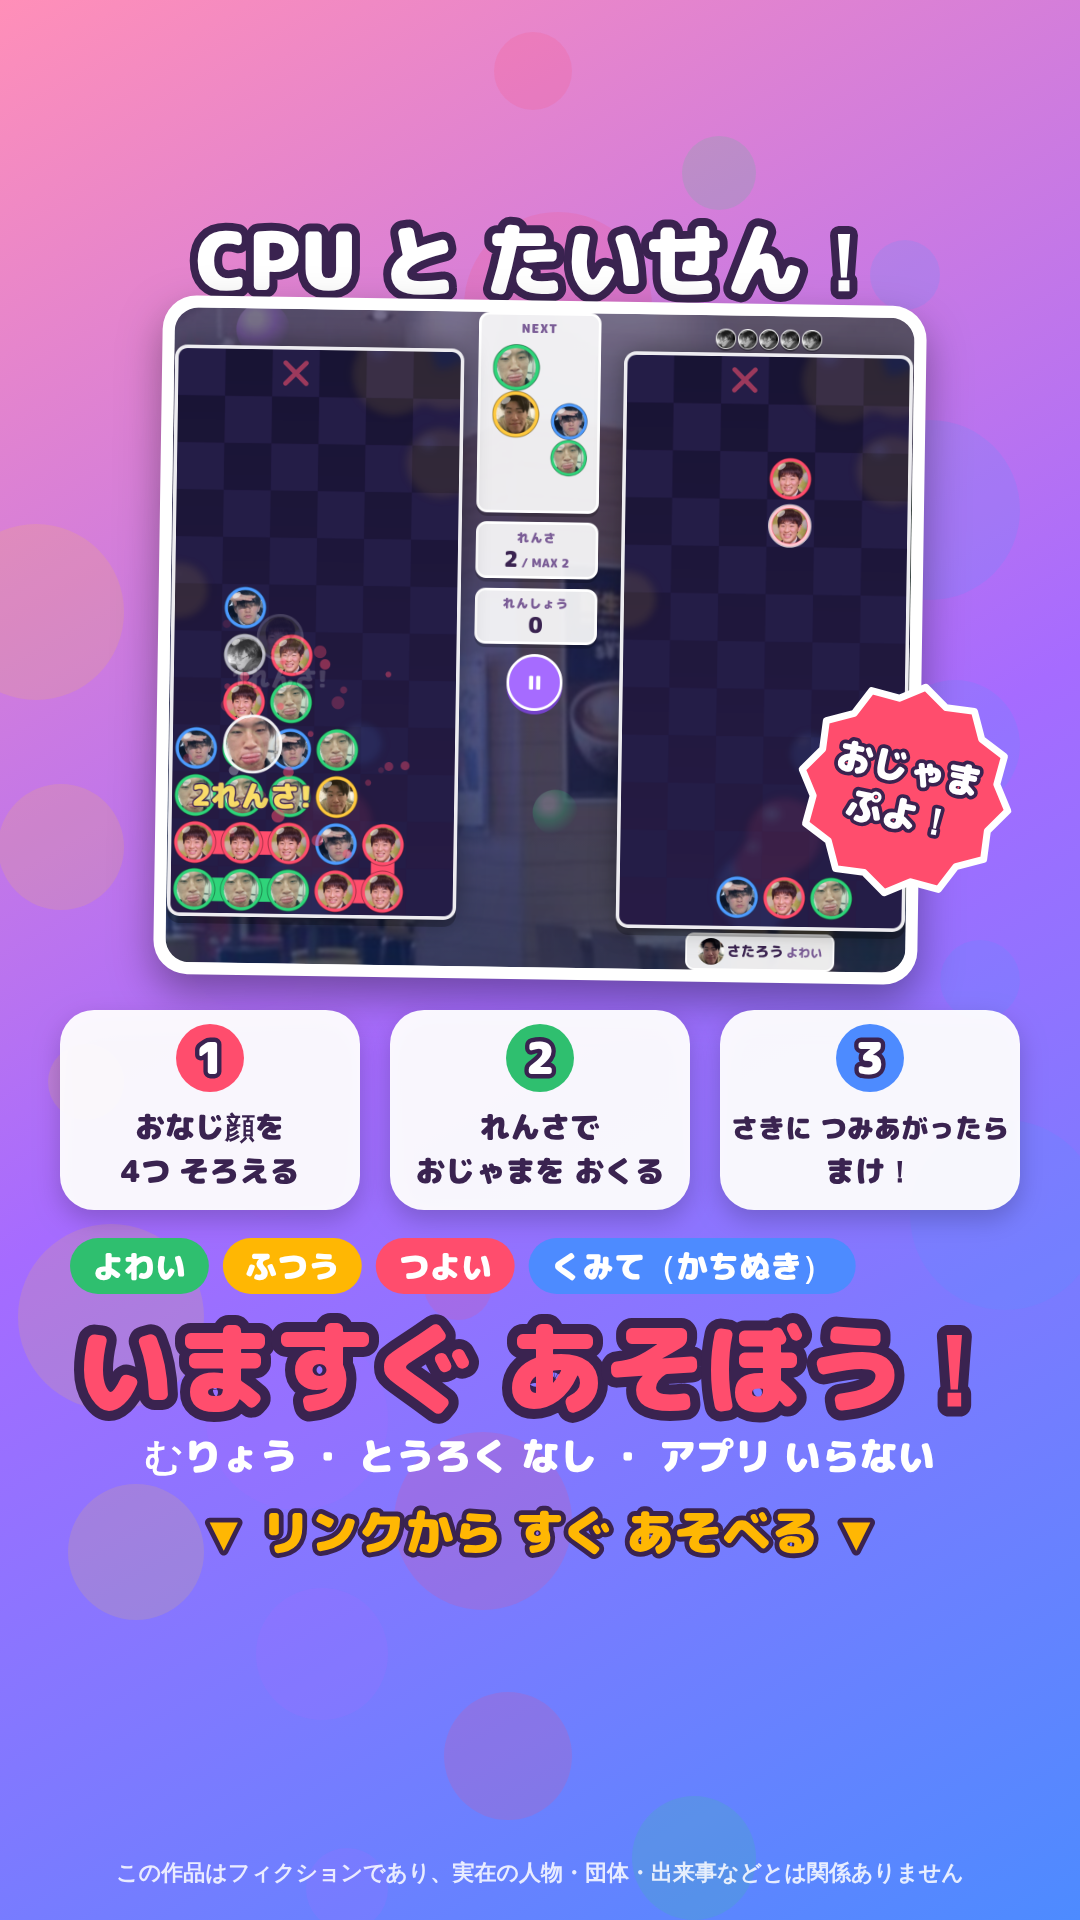 CPU と たいせん！
NEXT
れんさ
2 / MAX 2
れんしょう
0
2れんさ!
おじゃま
ぷよ！
さたろう よわい
1
おなじ顔を
4つ そろえる
2
れんさで
おじゃまを おくる
3
さきに つみあがったら
まけ！
よわい
ふつう
つよい
くみて（かちぬき）
いますぐ あそぼう！
むりょう ・ とうろく なし ・ アプリ いらない
▼ リンクから すぐ あそべる ▼
この作品はフィクションであり、実在の人物・団体・出来事などとは関係ありません